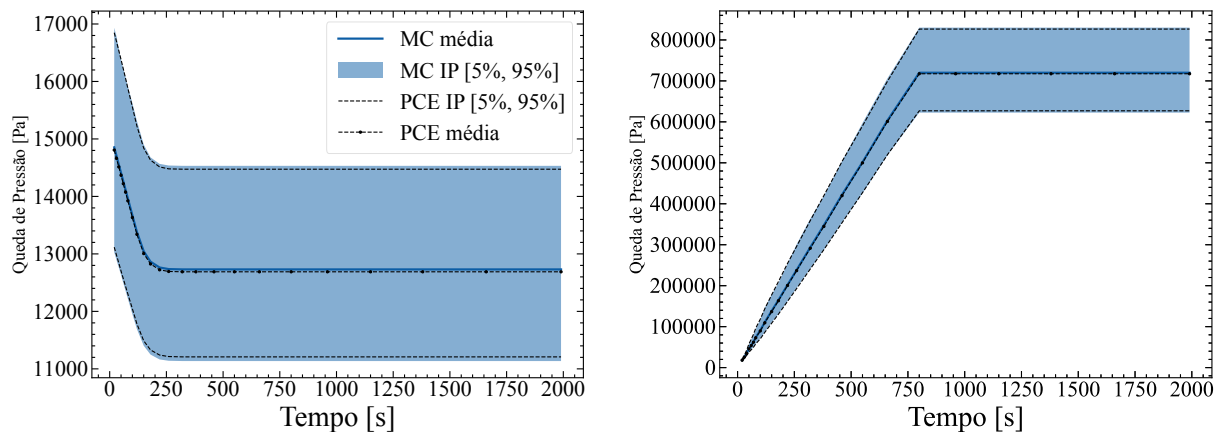 17000
16000
15000
14000
13000
12000
11000
Queda de Pressão [Pa]
MC média
MC IP [5%, 95%]
PCE IP [5%, 95%]
PCE média
0 250 500 750 1000 1250 1500 1750 2000
Tempo [s]
800000
700000
600000
500000
400000
300000
200000
100000
0
Queda de Pressão [Pa]
0 250 500 750 1000 1250 1500 1750 2000
Tempo [s]